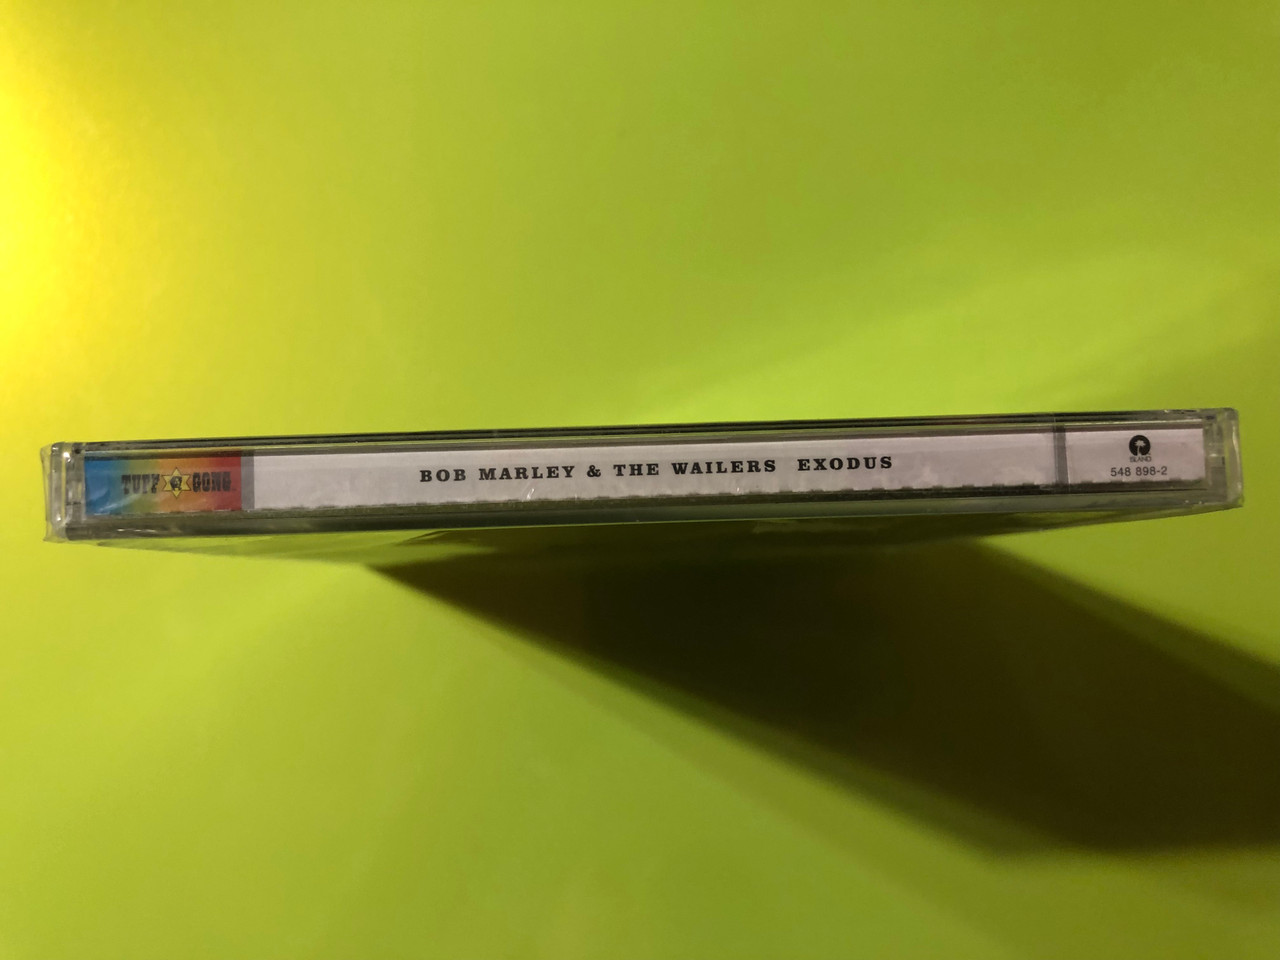 TUFF GONG
BOB MARLEY & THE WAILERS EXODUS
ISLAND
548 898-2